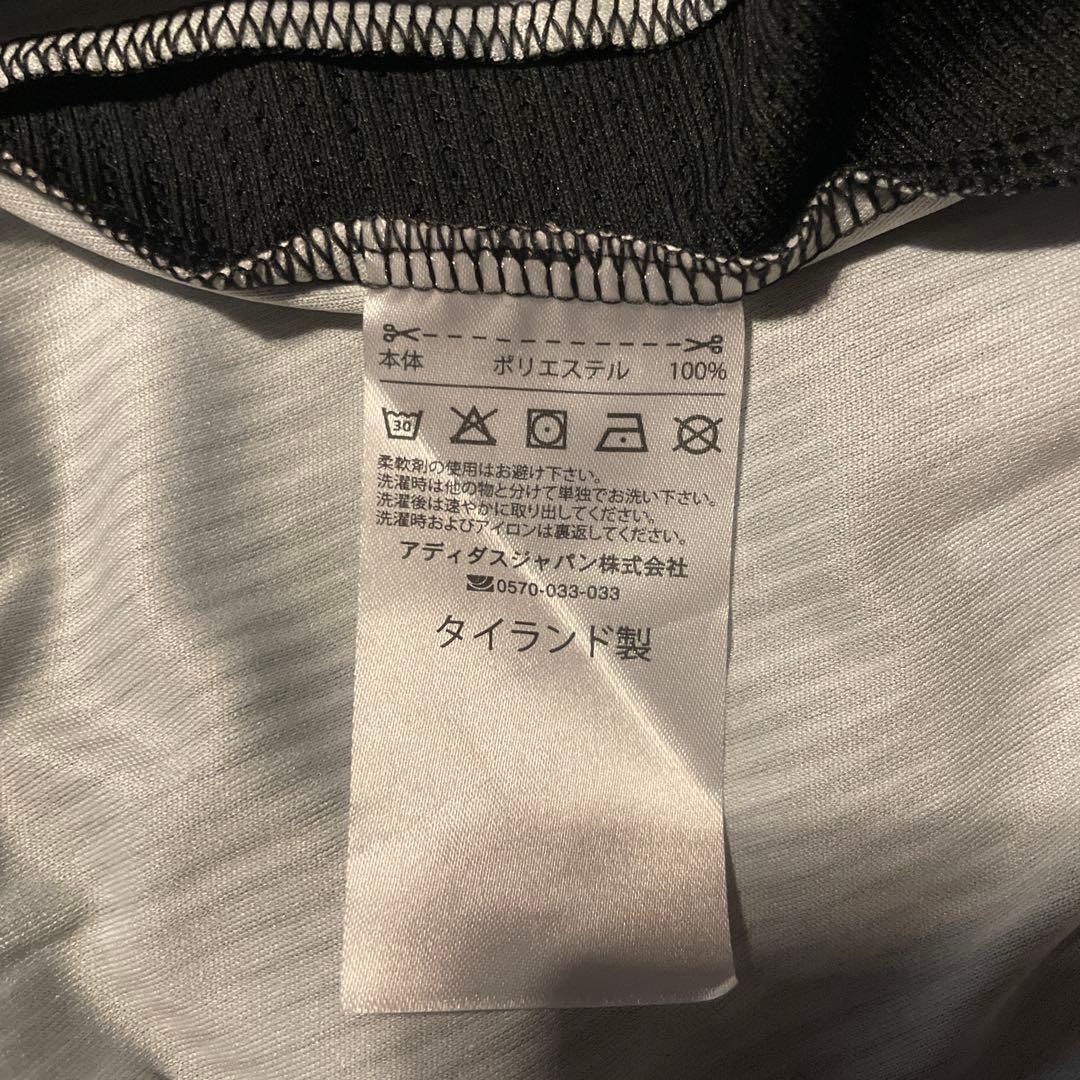 本体 ポリエステル 100%
30
柔軟剤の使用はお避け下さい。
洗濯時は他の物と分けて単独でお洗い下さい。
洗濯後は速やかに取り出してください。
洗濯時およびアイロンは裏返してください。
アディダスジャパン株式会社
0570-033-033
タイランド製